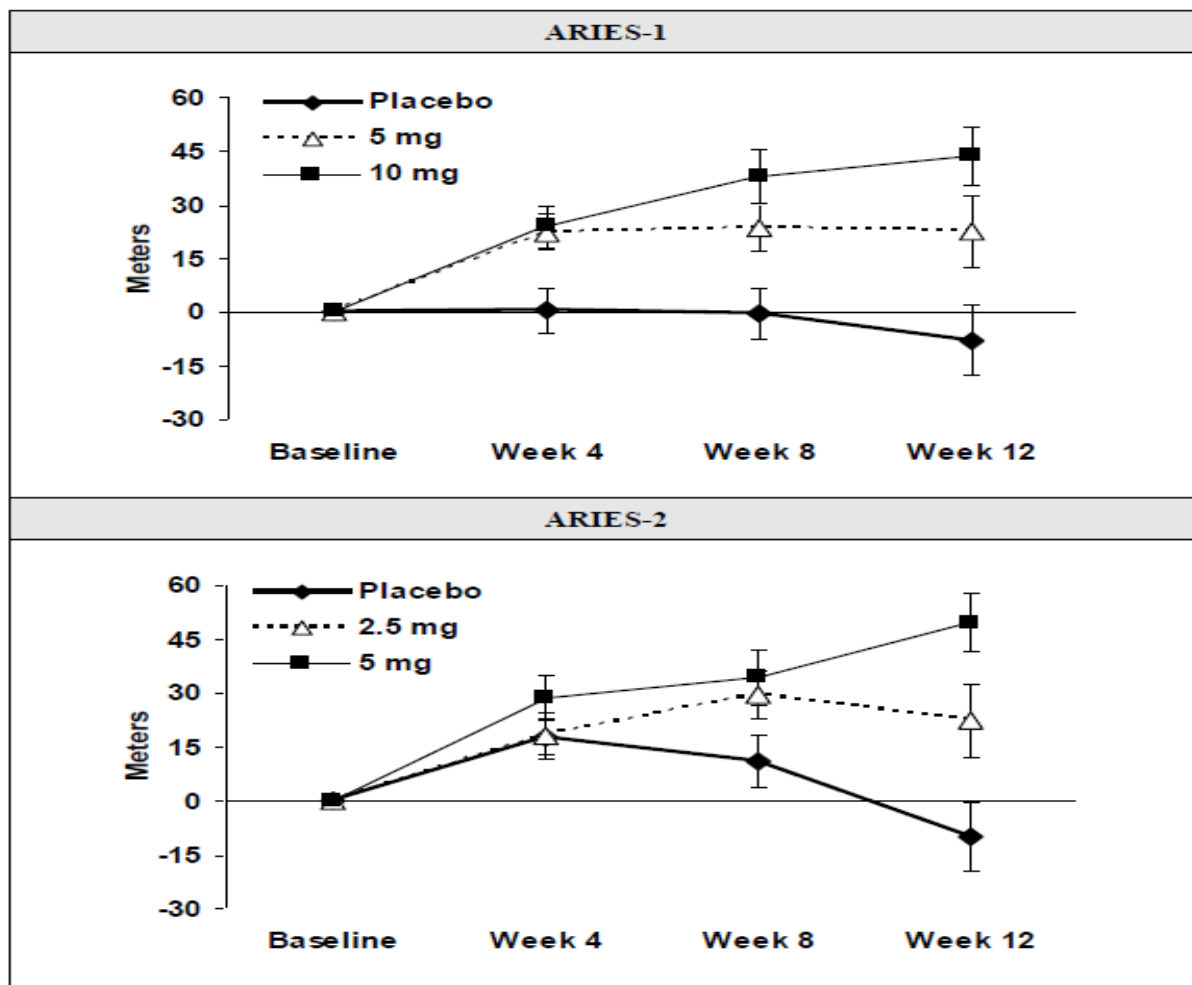 ARIES-1
60
Placebo
5 mg
45
10 mg
30
15
0
-15
-30
Meters
Baseline Week 4 Week 8 Week 12
ARIES-2
60
Placebo
2.5 mg
45
5 mg
30
15
0
-15
-30
Meters
Baseline Week 4 Week 8 Week 12